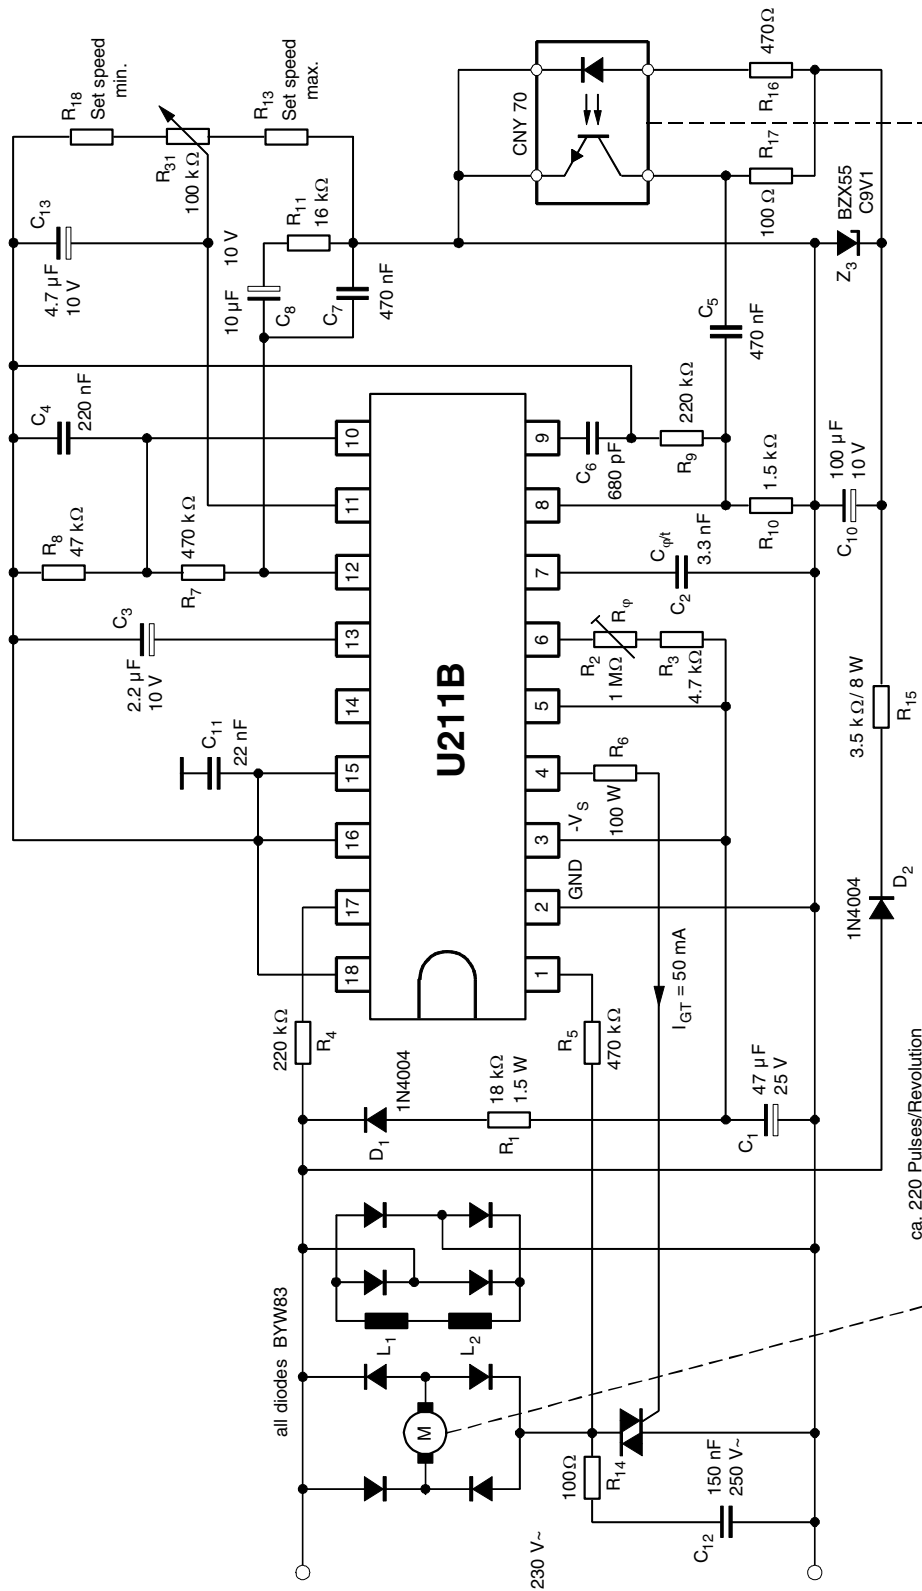 R18
Set speed
min.
R31
100 kΩ
R13
Set speed
max.
C13
4.7 µF
10 V
10 V
R11
16 kΩ
10 µF
C8
C7
470 nF
CNY 70
470Ω
R16
R17
100 Ω
BZX55
C9V1
Z3
C4
220 nF
R8
47 kΩ
470 kΩ
R7
C3
2.2 µF
10 V
C11
22 nF
C5
470 nF
220 kΩ
R9
C6
680 pF
1.5 kΩ
R10
100 µF
10 V
C10
Cφ/t
3.3 nF
C2
Rφ
R2
1 MΩ
R3
4.7 kΩ
3.5 kΩ/ 8 W
R15
10
11
12
13
14
15
16
17
18
U211B
9
8
7
6
5
4
3
2
1
R6
100 W
-VS
GND
IGT = 50 mA
1N4004
D2
220 kΩ
R4
R5
470 kΩ
1N4004
D1
18 kΩ
1.5 W
R1
47 µF
25 V
C1
all diodes BYW83
L1
L2
M
100Ω
R14
150 nF
250 V~
C12
230 V~
ca. 220 Pulses/Revolution